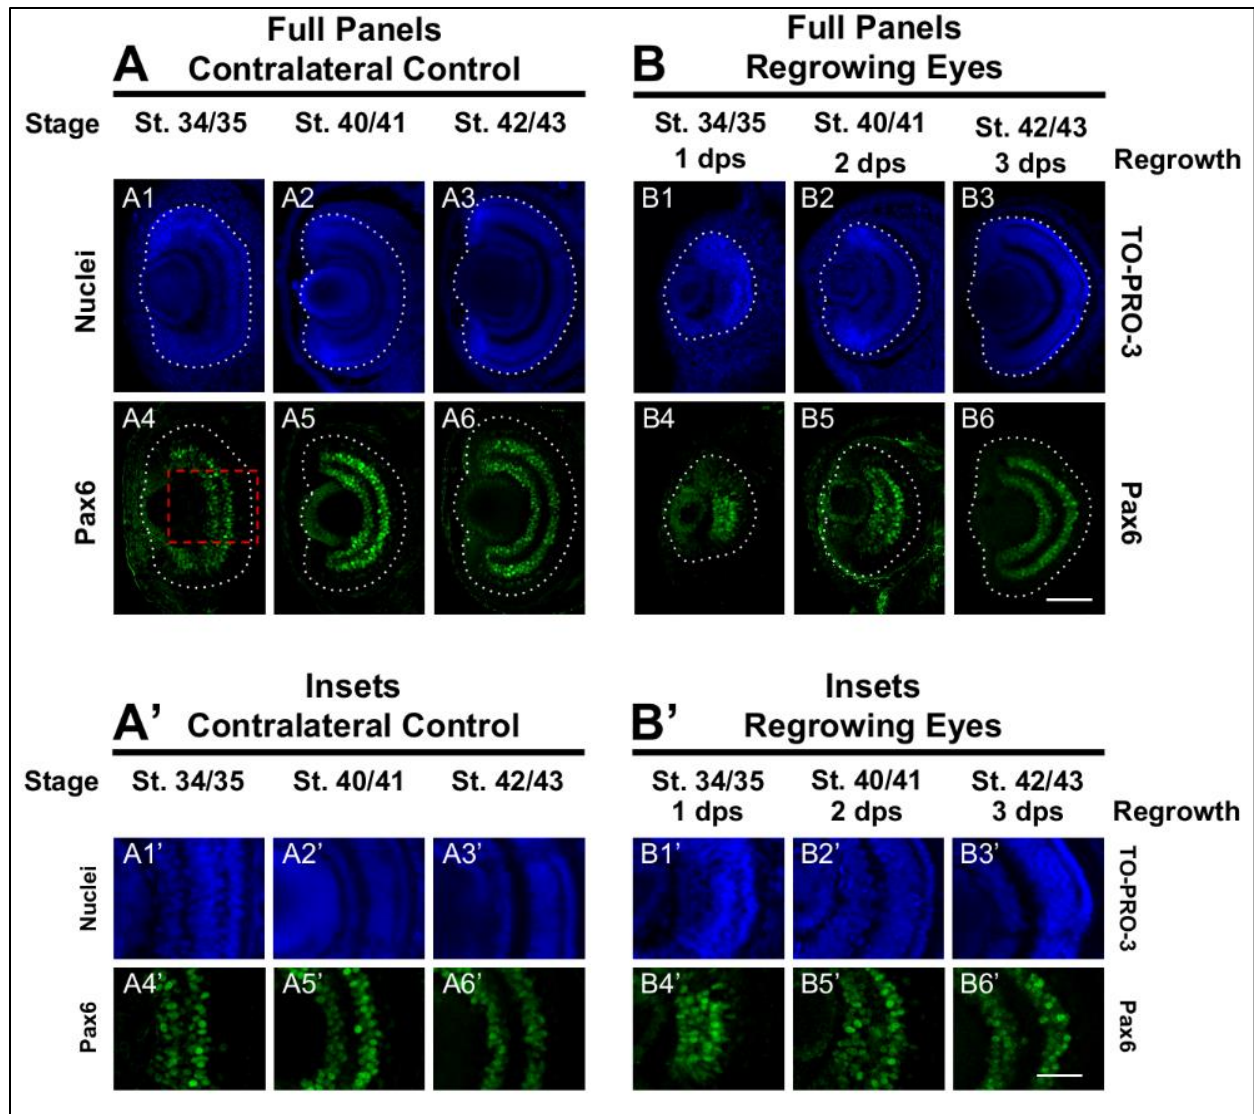 Full Panels
A Contralateral Control
Full Panels
B Regrowing Eyes
Stage St. 34/35 St. 40/41 St. 42/43
St. 34/35 St. 40/41 St. 42/43
1 dps 2 dps 3 dps Regrowth
Nuclei A1 A2 A3 B1 B2 B3 TO-PRO-3
Pax6 A4 A5 A6 B4 B5 B6 Pax6
Insets
A’ Contralateral Control
Insets
B’ Regrowing Eyes
Stage St. 34/35 St. 40/41 St. 42/43
St. 34/35 St. 40/41 St. 42/43
1 dps 2 dps 3 dps Regrowth
Nuclei A1’ A2’ A3’ B1’ B2’ B3’ TO-PRO-3
Pax6 A4’ A5’ A6’ B4’ B5’ B6’ Pax6